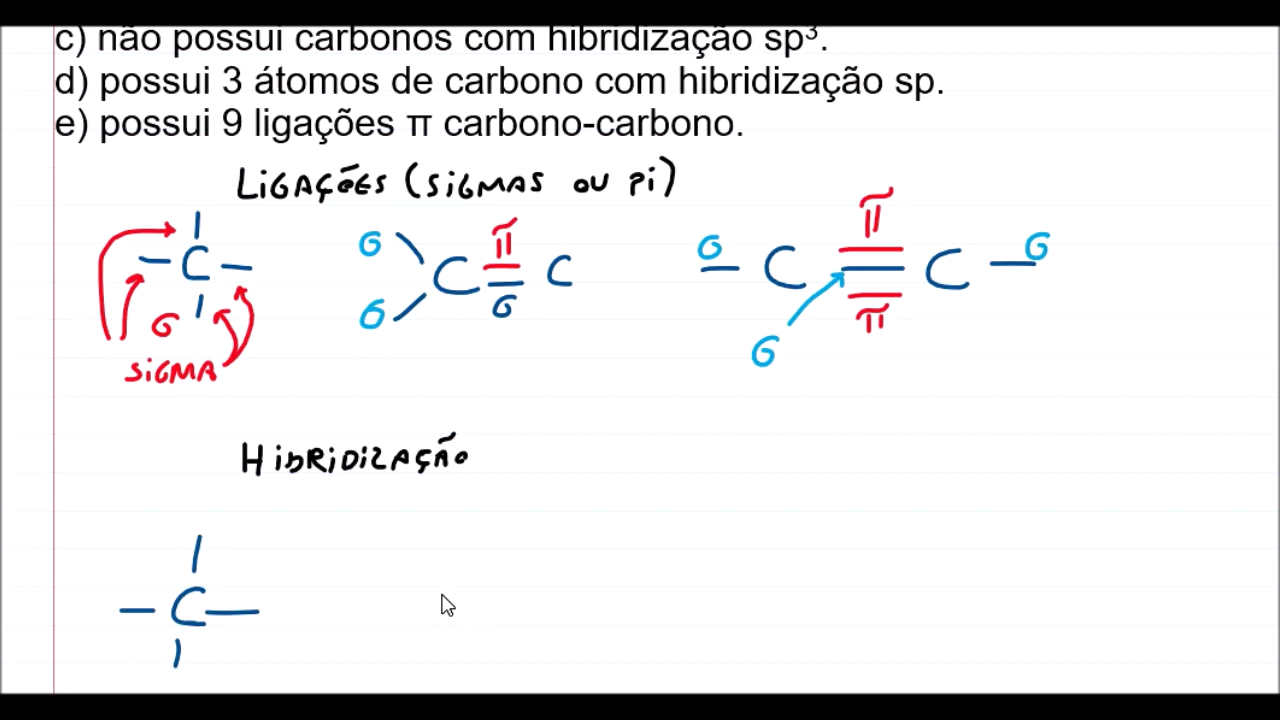 c) não possui carbonos com hibridização sp³.
d) possui 3 átomos de carbono com hibridização sp.
e) possui 9 ligações π carbono-carbono.
LIGAÇÕES (SIGMAS OU PI)
π π
C σ C C σ C σ C σ
σ σ σ π
σ
SIGMA
HIBRIDIZAÇÃO
C